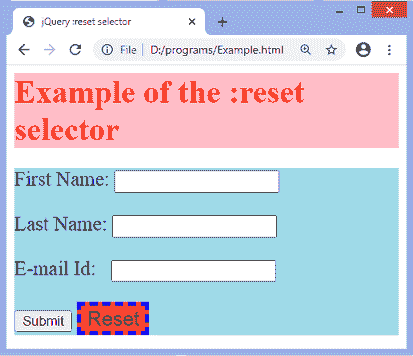 jQuery :reset selector
File | D:/programs/Example.html
Example of the :reset
selector
First Name:
Last Name:
E-mail Id:
Submit Reset